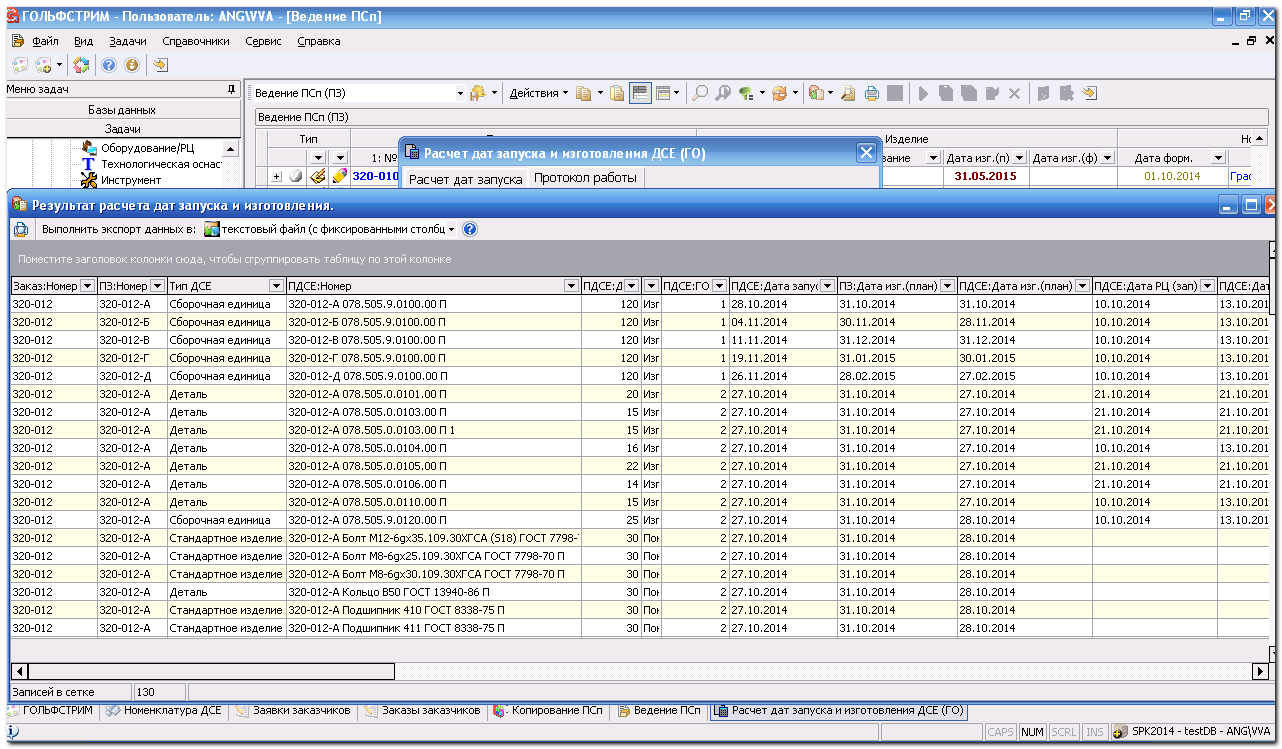 ГОЛЬФСТРИМ - Пользователь: ANG\VVA - [Ведение ПСп]
Файл Вид Задачи Справочники Сервис Справка
Меню задач
Ведение ПСп (ПЗ) Действия
Базы данных
Ведение ПСп (ПЗ)
Задачи
Оборудование/РЦ
Технологическая оснас
Инструмент
Тип Изделие
1: № вание Дата изг.(п) Дата изг.(ф) Дата форм.
320-010 31.05.2015 01.10.2014 Гра
Расчет дат запуска и изготовления ДСЕ (ГО)
Расчет дат запуска Протокол работы
Результат расчета дат запуска и изготовления.
Выполнить экспорт данных в: текстовый файл (с фиксированными столбц
Поместите заголовок колонки сюда, чтобы сгруппировать таблицу по этой колонке
Заказ:Номер ПЗ:Номер Тип ДСЕ ПДСЕ:Номер ПДСЕ:Д ПДСЕ:ГО ПДСЕ:Дата запус ПЗ:Дата изг.(план) ПДСЕ:Дата изг.(план) ПДСЕ:Дата РЦ (зап) ПДСЕ:Дат
320-012 320-012-А Сборочная единица 320-012-А 078.505.9.0100.00 П 120 Изг 1 28.10.2014 31.10.2014 31.10.2014 10.10.2014 13.10.201
320-012 320-012-Б Сборочная единица 320-012-Б 078.505.9.0100.00 П 120 Изг 1 04.11.2014 30.11.2014 28.11.2014 10.10.2014 13.10.201
320-012 320-012-В Сборочная единица 320-012-В 078.505.9.0100.00 П 120 Изг 1 11.11.2014 31.12.2014 31.12.2014 10.10.2014 13.10.201
320-012 320-012-Г Сборочная единица 320-012-Г 078.505.9.0100.00 П 120 Изг 1 19.11.2014 31.01.2015 30.01.2015 10.10.2014 13.10.201
320-012 320-012-Д Сборочная единица 320-012-Д 078.505.9.0100.00 П 120 Изг 1 26.11.2014 28.02.2015 27.02.2015 10.10.2014 13.10.201
320-012 320-012-А Деталь 320-012-А 078.505.0.0101.00 П 20 Изг 2 27.10.2014 31.10.2014 27.10.2014 21.10.2014 21.10.201
320-012 320-012-А Деталь 320-012-А 078.505.0.0103.00 П 15 Изг 2 27.10.2014 31.10.2014 27.10.2014 21.10.2014 21.10.201
320-012 320-012-А Деталь 320-012-А 078.505.0.0103.00 П 1 15 Изг 2 27.10.2014 31.10.2014 27.10.2014 21.10.2014 21.10.201
320-012 320-012-А Деталь 320-012-А 078.505.0.0104.00 П 16 Изг 2 27.10.2014 31.10.2014 27.10.2014 10.10.2014 13.10.201
320-012 320-012-А Деталь 320-012-А 078.505.0.0105.00 П 22 Изг 2 27.10.2014 31.10.2014 27.10.2014 21.10.2014 21.10.201
320-012 320-012-А Деталь 320-012-А 078.505.0.0106.00 П 14 Изг 2 27.10.2014 31.10.2014 27.10.2014 21.10.2014 21.10.201
320-012 320-012-А Деталь 320-012-А 078.505.0.0110.00 П 15 Изг 2 27.10.2014 31.10.2014 27.10.2014 10.10.2014 13.10.201
320-012 320-012-А Сборочная единица 320-012-А 078.505.9.0120.00 П 25 Изг 2 27.10.2014 31.10.2014 28.10.2014 10.10.2014 13.10.201
320-012 320-012-А Стандартное изделие 320-012-А Болт М12-6gх35.109.30ХГСА (S18) ГОСТ 7798- 30 Пок 2 27.10.2014 31.10.2014 28.10.2014
320-012 320-012-А Стандартное изделие 320-012-А Болт М8-6gх25.109.30ХГСА ГОСТ 7798-70 П 30 Пок 2 27.10.2014 31.10.2014 28.10.2014
320-012 320-012-А Стандартное изделие 320-012-А Болт М8-6gх30.109.30ХГСА ГОСТ 7798-70 П 30 Пок 2 27.10.2014 31.10.2014 28.10.2014
320-012 320-012-А Деталь 320-012-А Кольцо В50 ГОСТ 13940-86 П 30 Пок 2 27.10.2014 31.10.2014 28.10.2014
320-012 320-012-А Стандартное изделие 320-012-А Подшипник 410 ГОСТ 8338-75 П 30 Пок 2 27.10.2014 31.10.2014 28.10.2014
320-012 320-012-А Стандартное изделие 320-012-А Подшипник 411 ГОСТ 8338-75 П 30 Пок 2 27.10.2014 31.10.2014 28.10.2014
Записей в сетке 130
ГОЛЬФСТРИМ Номенклатура ДСЕ Заявки заказчиков Заказы заказчиков Копирование ПСп Ведение ПСп Расчет дат запуска и изготовления ДСЕ (ГО)
CAPS NUM SCRL INS SPK2014 - testDB - ANG\VVA